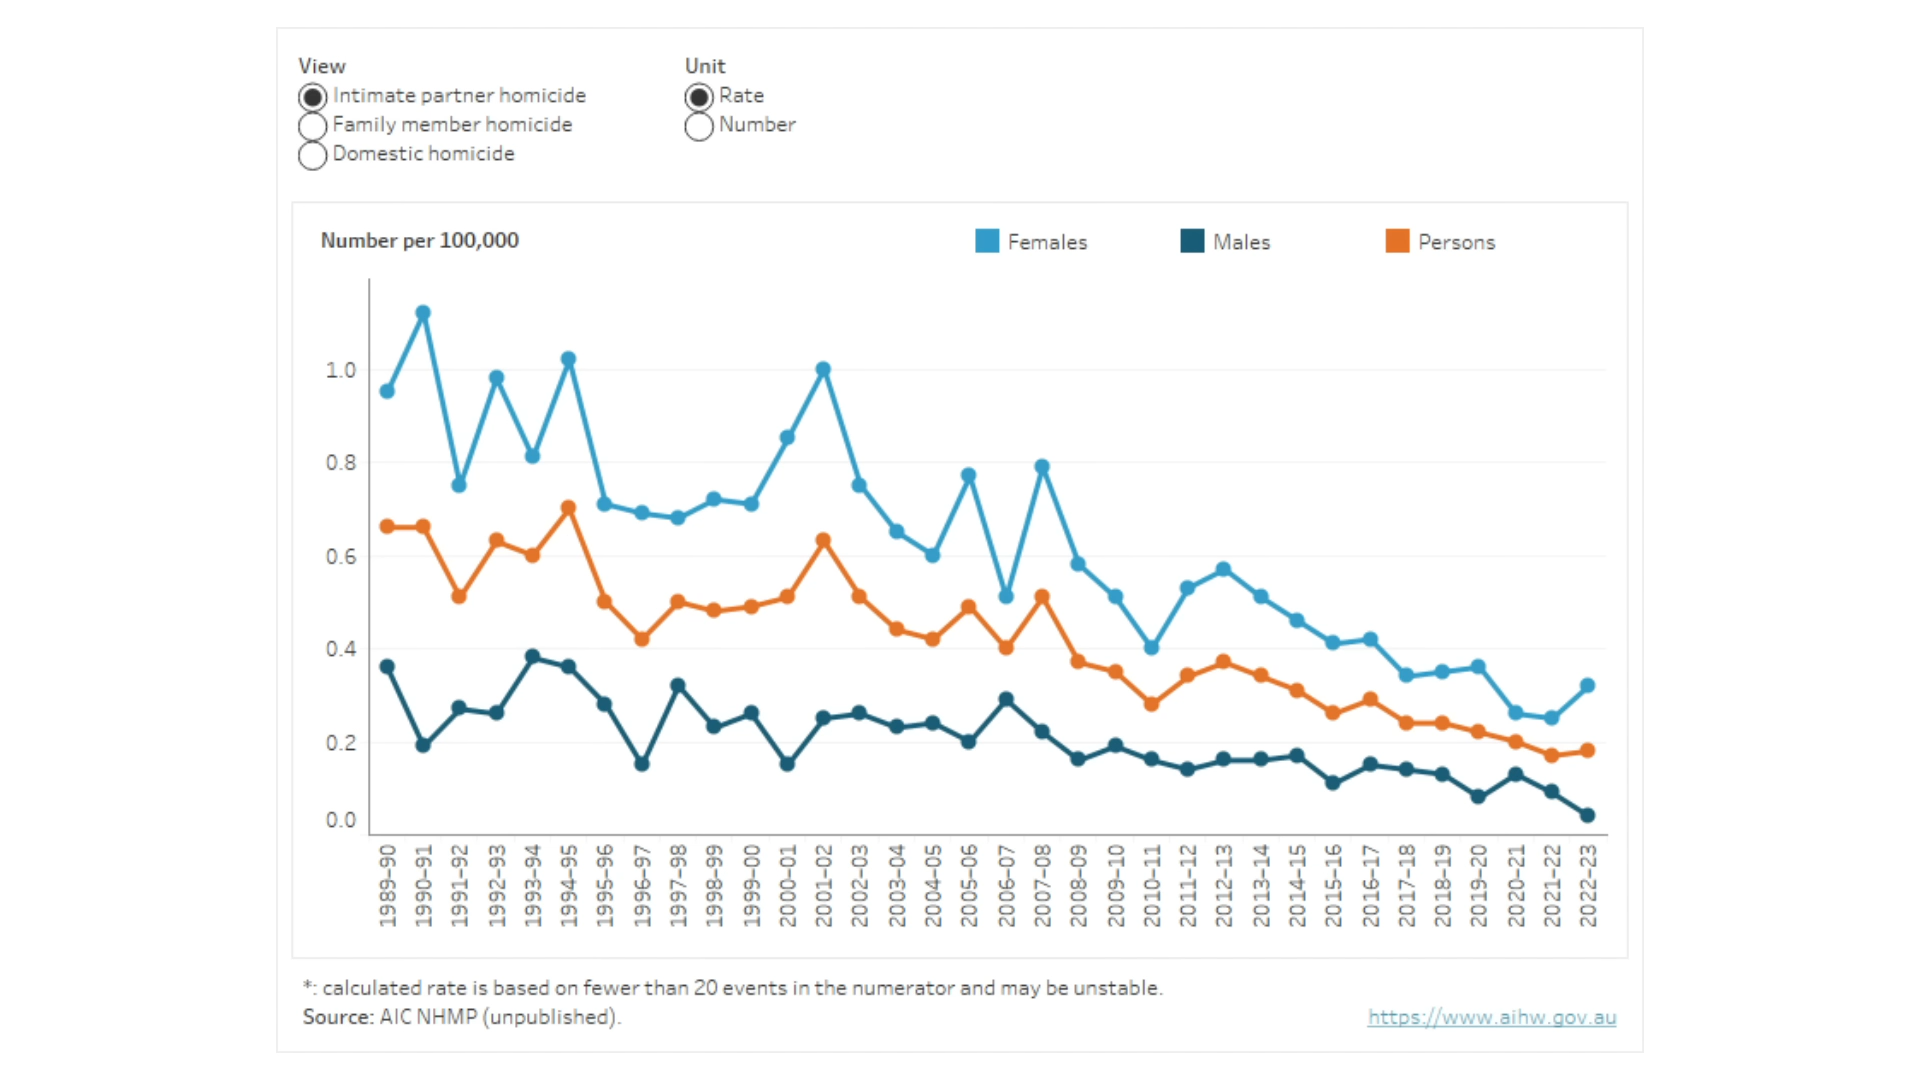 View
Intimate partner homicide
Family member homicide
Domestic homicide
Unit
Rate
Number
Number per 100,000
Females
Males
Persons
1.0
0.8
0.6
0.4
0.2
0.0
1989–90
1990–91
1991–92
1992–93
1993–94
1994–95
1995–96
1996–97
1997–98
1998–99
1999–00
2000–01
2001–02
2002–03
2003–04
2004–05
2005–06
2006–07
2007–08
2008–09
2009–10
2010–11
2011–12
2012–13
2013–14
2014–15
2015–16
2016–17
2017–18
2018–19
2019–20
2020–21
2021–22
2022–23
*: calculated rate is based on fewer than 20 events in the numerator and may be unstable.
Source: AIC NHMP (unpublished).
https://www.aihw.gov.au